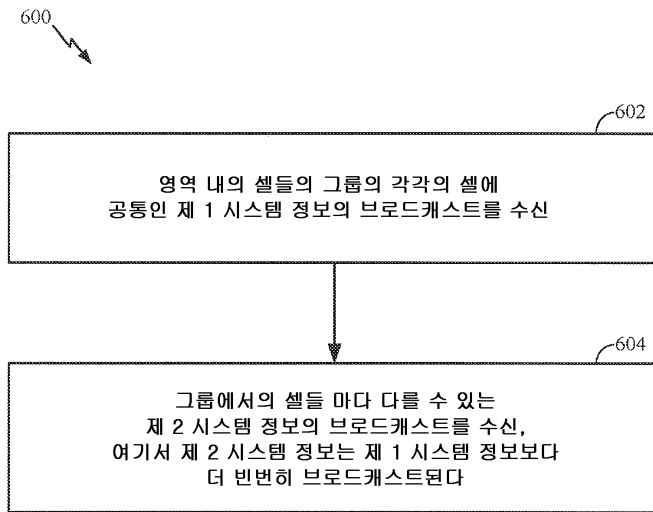 600
602
영역 내의 셀들의 그룹의 각각의 셀에
공통인 제 1 시스템 정보의 브로드캐스트를 수신
604
그룹에서의 셀들 마다 다를 수 있는
제 2 시스템 정보의 브로드캐스트를 수신,
여기서 제 2 시스템 정보는 제 1 시스템 정보보다
더 빈번히 브로드캐스트된다